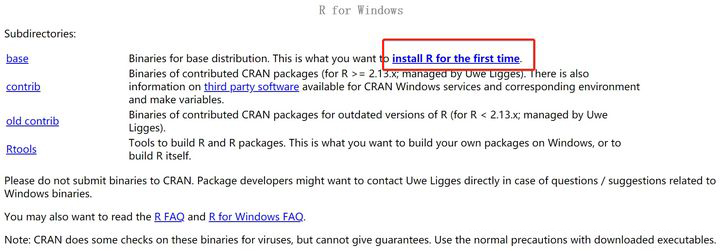 R for Windows
Subdirectories:
base Binaries for base distribution. This is what you want to install R for the first time.
Binaries of contributed CRAN packages (for R >= 2.13.x; managed by Uwe Ligges). There is also
contrib information on third party software available for CRAN Windows services and corresponding environment
and make variables.
old contrib Binaries of contributed CRAN packages for outdated versions of R (for R < 2.13.x; managed by Uwe
Ligges).
Rtools Tools to build R and R packages. This is what you want to build your own packages on Windows, or to
build R itself.
Please do not submit binaries to CRAN. Package developers might want to contact Uwe Ligges directly in case of questions / suggestions related to
Windows binaries.
You may also want to read the R FAQ and R for Windows FAQ.
Note: CRAN does some checks on these binaries for viruses, but cannot give guarantees. Use the normal precautions with downloaded executables.